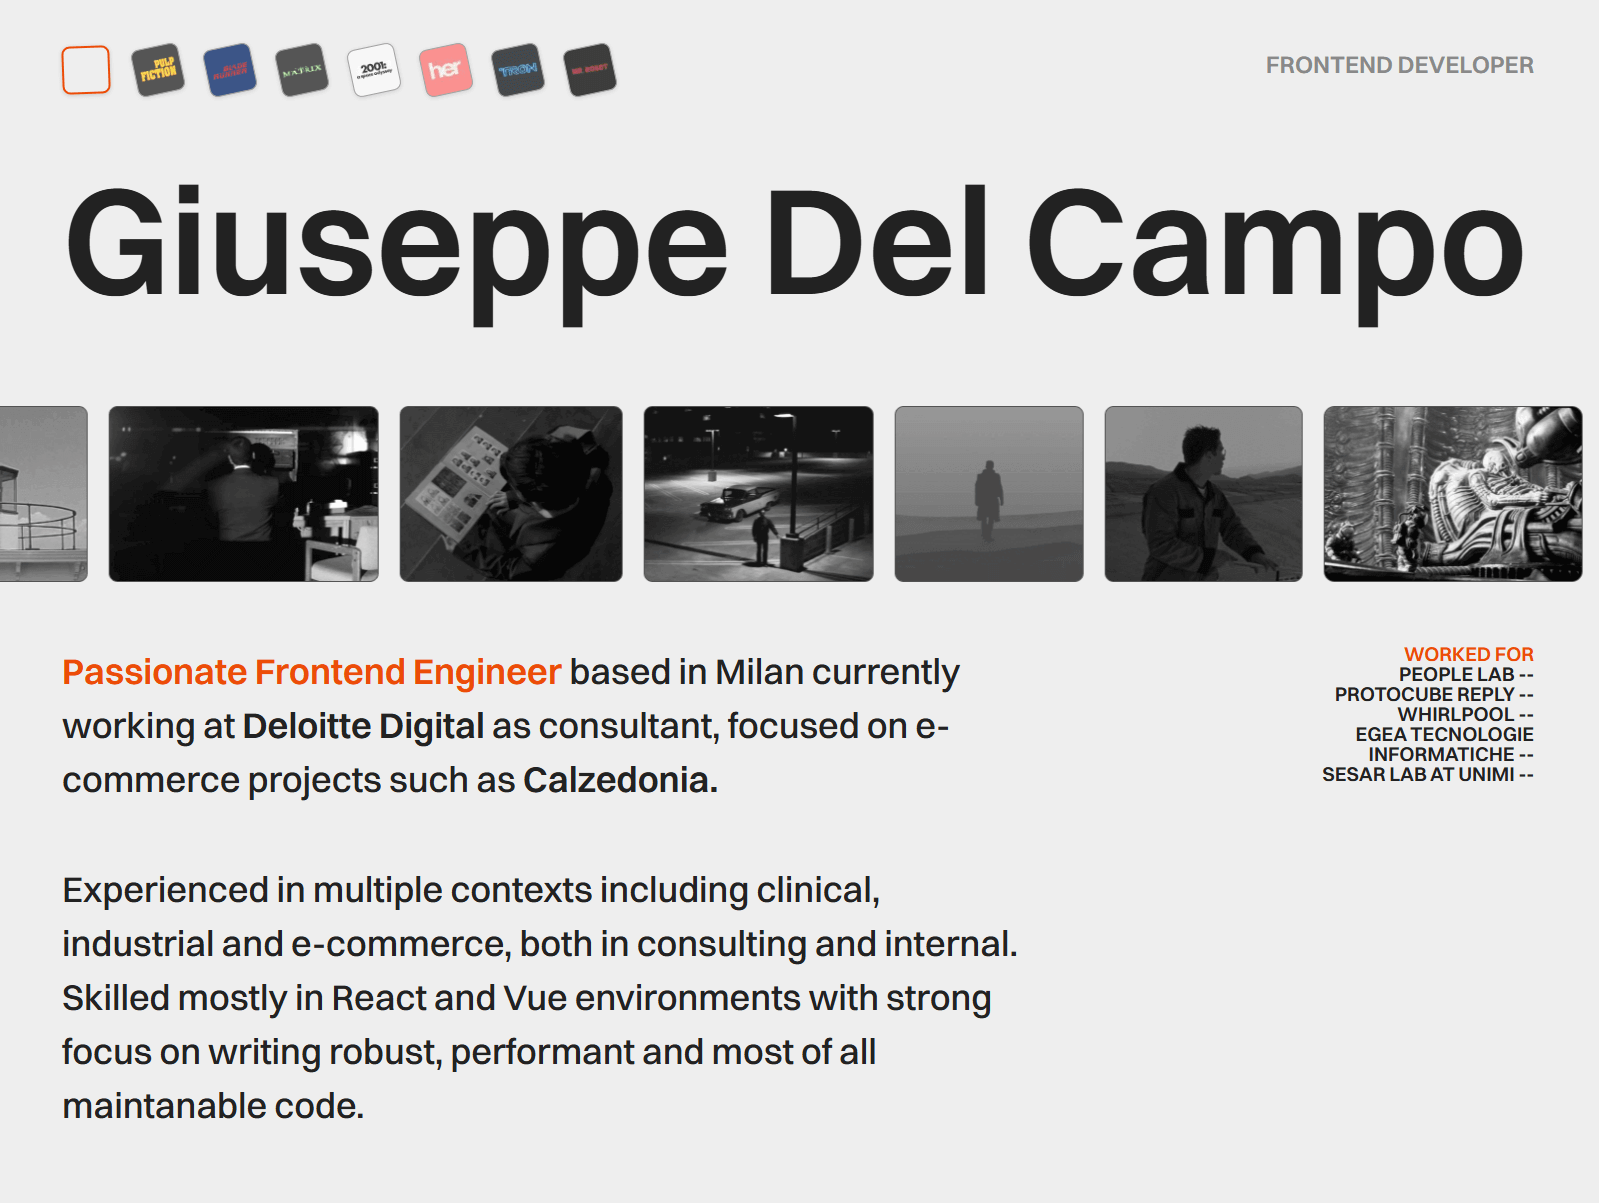 PULP
FICTION
BLADE
RUNNER
MATRIX
2001:
a space odyssey
her
TRON
MR ROBOT
FRONTEND DEVELOPER
Giuseppe Del Campo
Passionate Frontend Engineer based in Milan currently
working at Deloitte Digital as consultant, focused on e-
commerce projects such as Calzedonia.
WORKED FOR
PEOPLE LAB --
PROTOCUBE REPLY --
WHIRLPOOL --
EGEA TECNOLOGIE
INFORMATICHE --
SESAR LAB AT UNIMI --
Experienced in multiple contexts including clinical,
industrial and e-commerce, both in consulting and internal.
Skilled mostly in React and Vue environments with strong
focus on writing robust, performant and most of all
maintanable code.